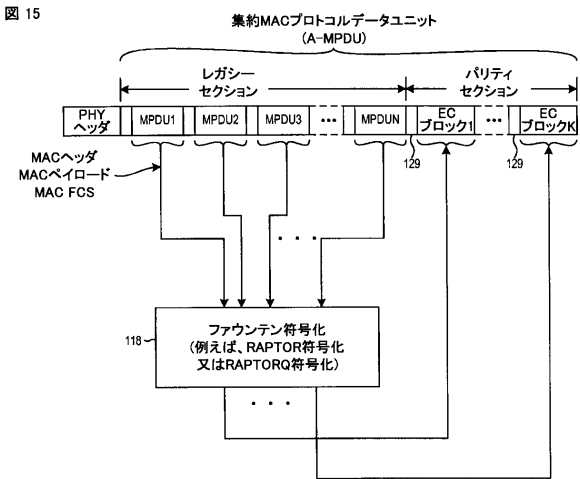 図 15
集約MACプロトコルデータユニット
(A-MPDU)
レガシー
セクション
パリティ
セクション
PHY
ヘッダ
MPDU1
MPDU2
MPDU3
•••
MPDUN
EC
ブロック1
•••
EC
ブロックK
129
129
MACヘッダ
MACペイロード
MAC FCS
• • •
118
ファウンテン符号化
(例えば、RAPTOR符号化
又はRAPTORQ符号化)
• • •